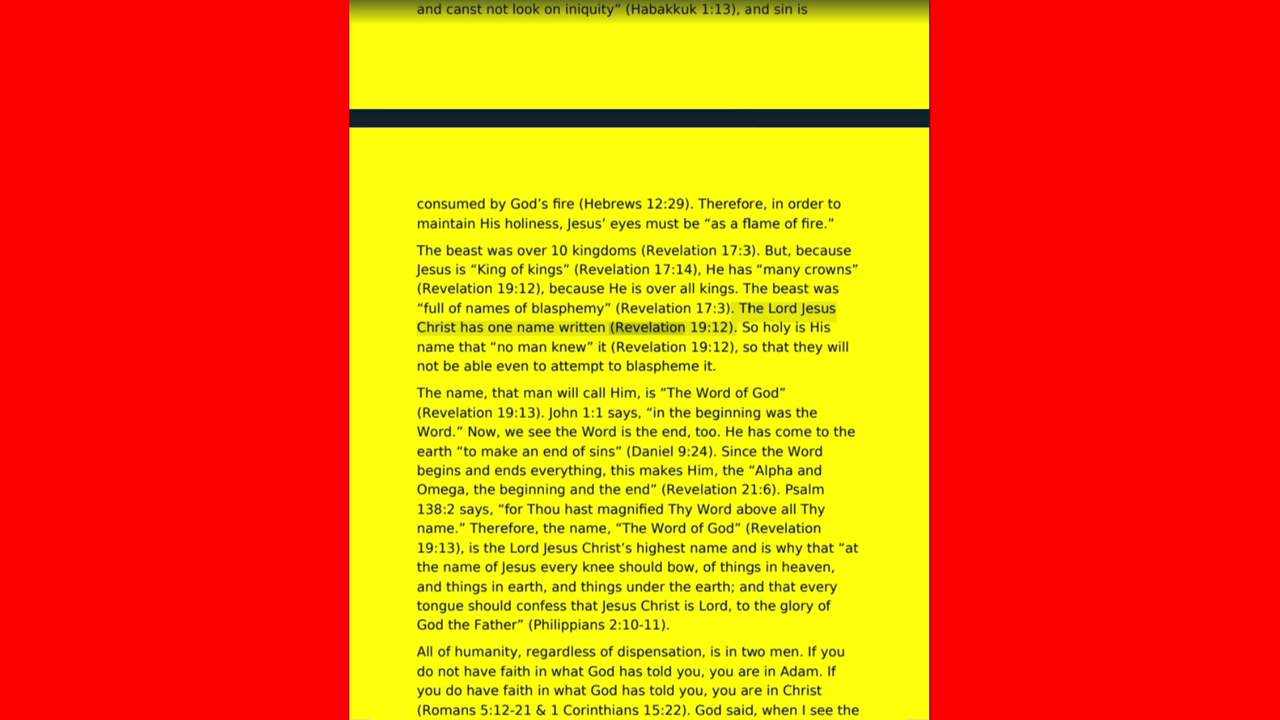 and canst not look on iniquity” (Habakkuk 1:13), and sin is
consumed by God’s fire (Hebrews 12:29). Therefore, in order to
maintain His holiness, Jesus’ eyes must be “as a flame of fire.”
The beast was over 10 kingdoms (Revelation 17:3). But, because
Jesus is “King of kings” (Revelation 17:14), He has “many crowns”
(Revelation 19:12), because He is over all kings. The beast was
“full of names of blasphemy” (Revelation 17:3). The Lord Jesus
Christ has one name written (Revelation 19:12). So holy is His
name that “no man knew” it (Revelation 19:12), so that they will
not be able even to attempt to blaspheme it.
The name, that man will call Him, is “The Word of God”
(Revelation 19:13). John 1:1 says, “in the beginning was the
Word.” Now, we see the Word is the end, too. He has come to the
earth “to make an end of sins” (Daniel 9:24). Since the Word
begins and ends everything, this makes Him, the “Alpha and
Omega, the beginning and the end” (Revelation 21:6). Psalm
138:2 says, “for Thou hast magnified Thy Word above all Thy
name.” Therefore, the name, “The Word of God” (Revelation
19:13), is the Lord Jesus Christ’s highest name and is why that “at
the name of Jesus every knee should bow, of things in heaven,
and things in earth, and things under the earth; and that every
tongue should confess that Jesus Christ is Lord, to the glory of
God the Father” (Philippians 2:10-11).
All of humanity, regardless of dispensation, is in two men. If you
do not have faith in what God has told you, you are in Adam. If
you do have faith in what God has told you, you are in Christ
(Romans 5:12-21 & 1 Corinthians 15:22). God said, when I see the